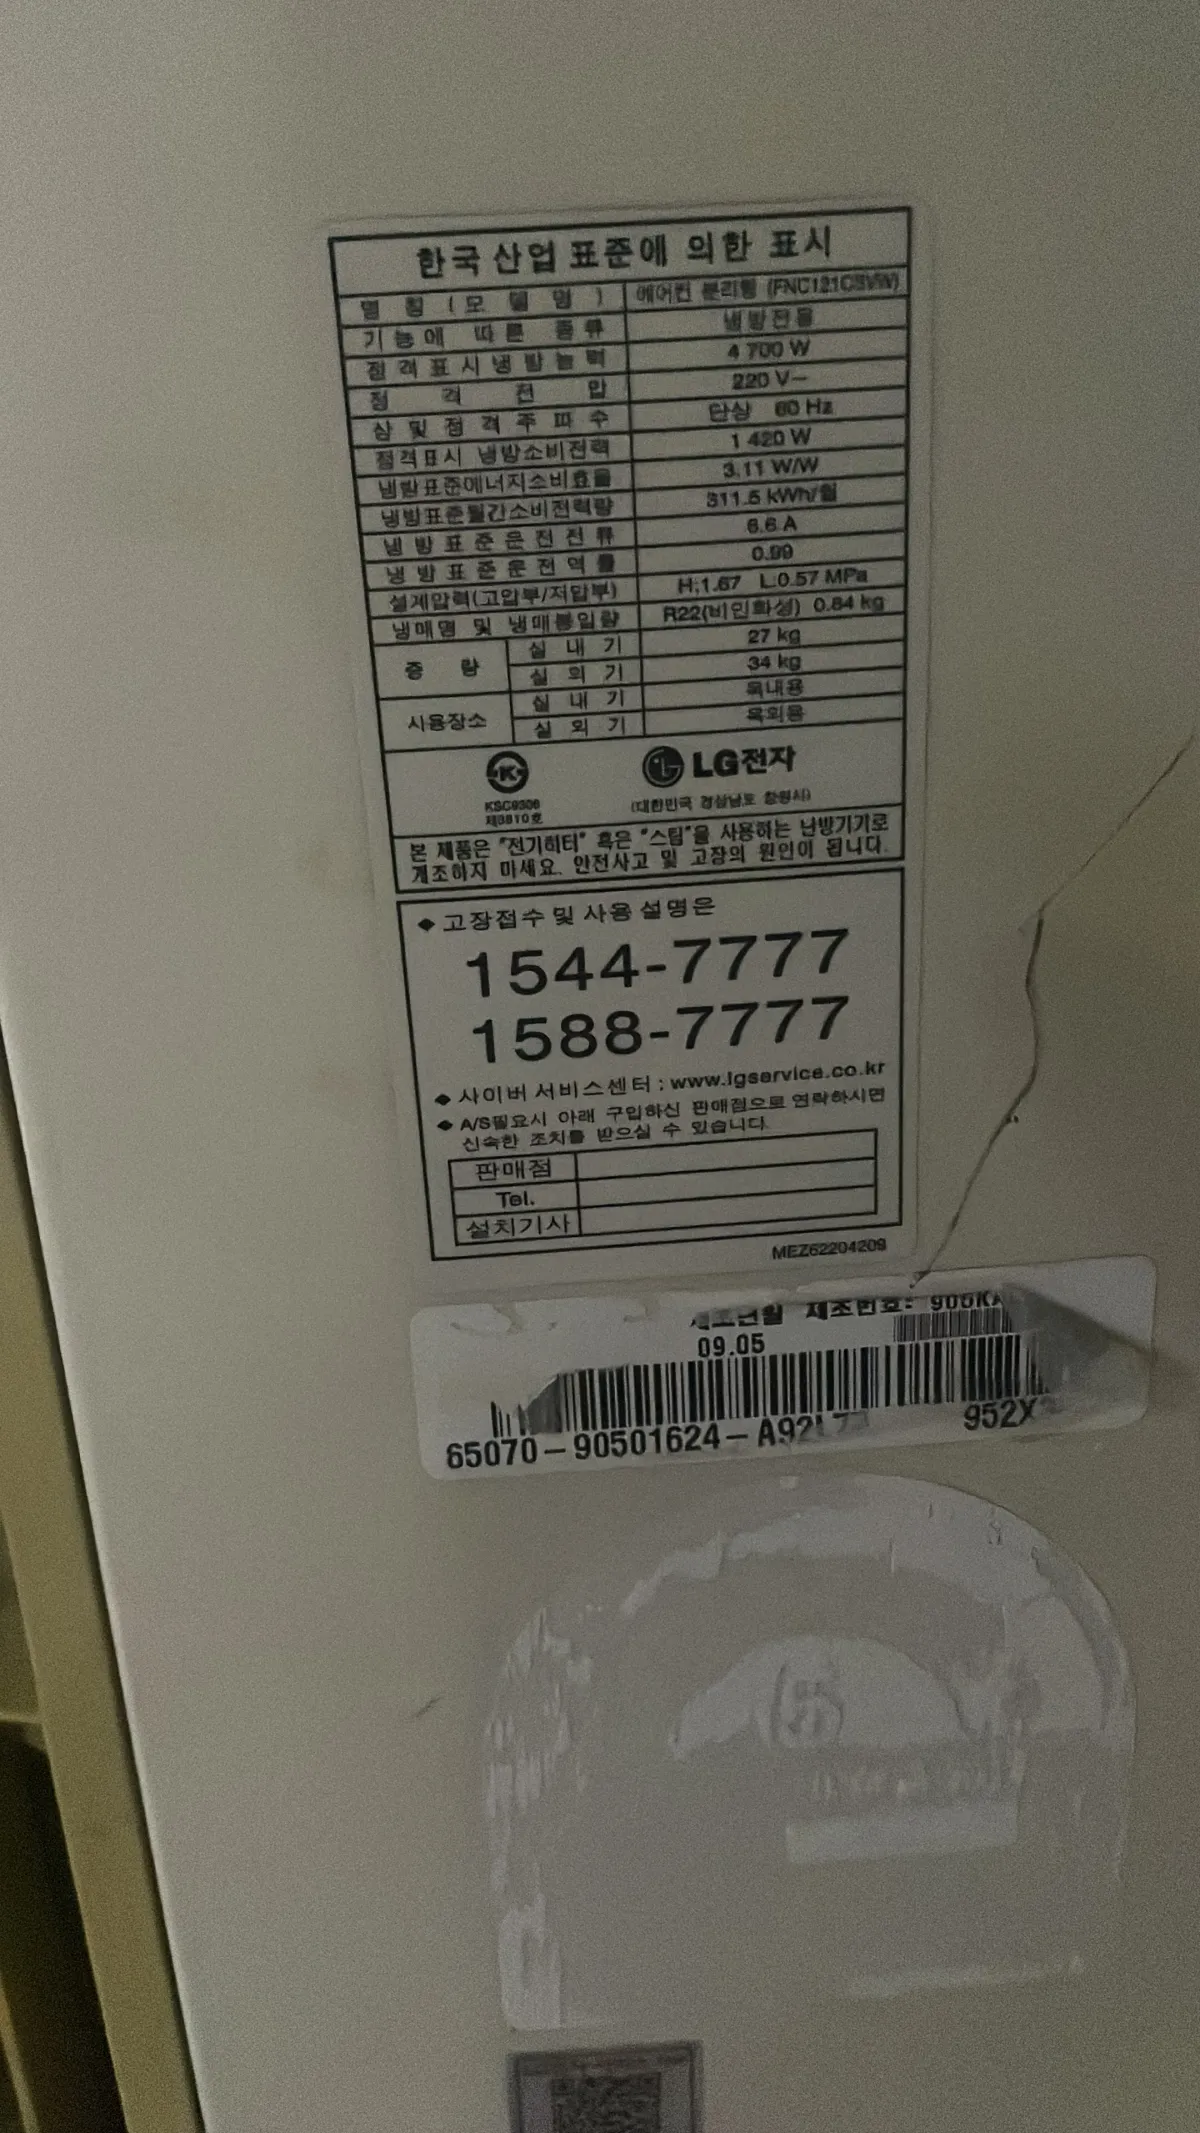 한국 산업 표준에 의한 표시
명 칭 ( 모 델 명 ) 에어컨 분리형
기 능 에 따 른 종 류 냉방전용
정 격 표 시 냉 방 능 력 4 700 W
정 격 전 압 220 V~
상 및 정 격 주 파 수 단상 60 Hz
정격표시 냉방소비전력 1 420 W
냉방표준에너지소비효율 3.11 W/W
냉방표준월간소비전력량 311.5 kWh/월
냉 방 표 준 운 전 전 류 6.6 A
냉 방 표 준 운 전 역 률 0.99
설계압력(고압부/저압부) H;1.67 L:0.57 MPa
냉매명 및 냉매봉입량 R22(비인화성) 0.84 kg
중 량 실 내 기 27 kg
실 외 기 34 kg
사용장소 실 내 기 옥내용
실 외 기 옥외용
K LG전자
KSC9306 (대한민국 경상남도 창원시)
본 제품은 "전기히터" 혹은 "스팀"을 사용하는 난방기기로
개조하지 마세요. 안전사고 및 고장의 원인이 됩니다.
◆ 고장접수 및 사용 설명은
1544-7777
1588-7777
◆ 사이버 서비스센터 : www.lgservice.co.kr
◆ A/S필요시 아래 구입하신 판매점으로 연락하시면
신속한 조치를 받으실 수 있습니다.
판매점
Tel.
설치기사
MEZ62204209
제조년월 제조번호:
09.05
65070-90501624-A92L
952X